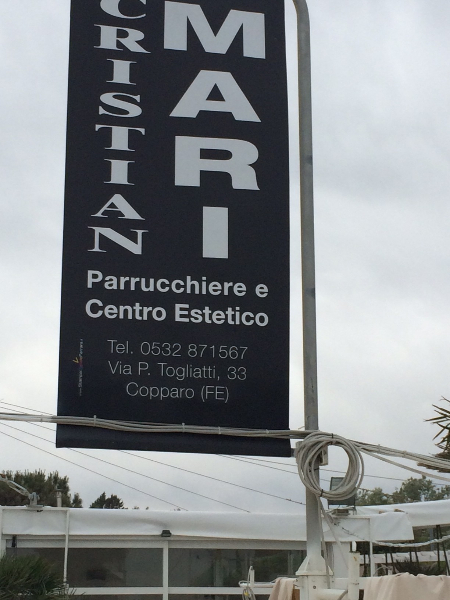 CRISTIAN
MARI
Parrucchiere e
Centro Estetico
Tel. 0532 871567
Via P. Togliatti, 33
Copparo (FE)